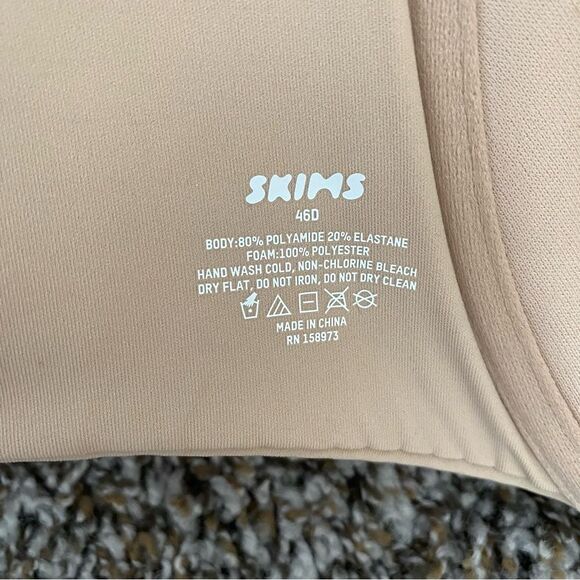 SKIMS
46D
BODY:80% POLYAMIDE 20% ELASTANE
FOAM:100% POLYESTER
HAND WASH COLD, NON-CHLORINE BLEACH
DRY FLAT, DO NOT IRON, DO NOT DRY CLEAN
MADE IN CHINA
RN 158973